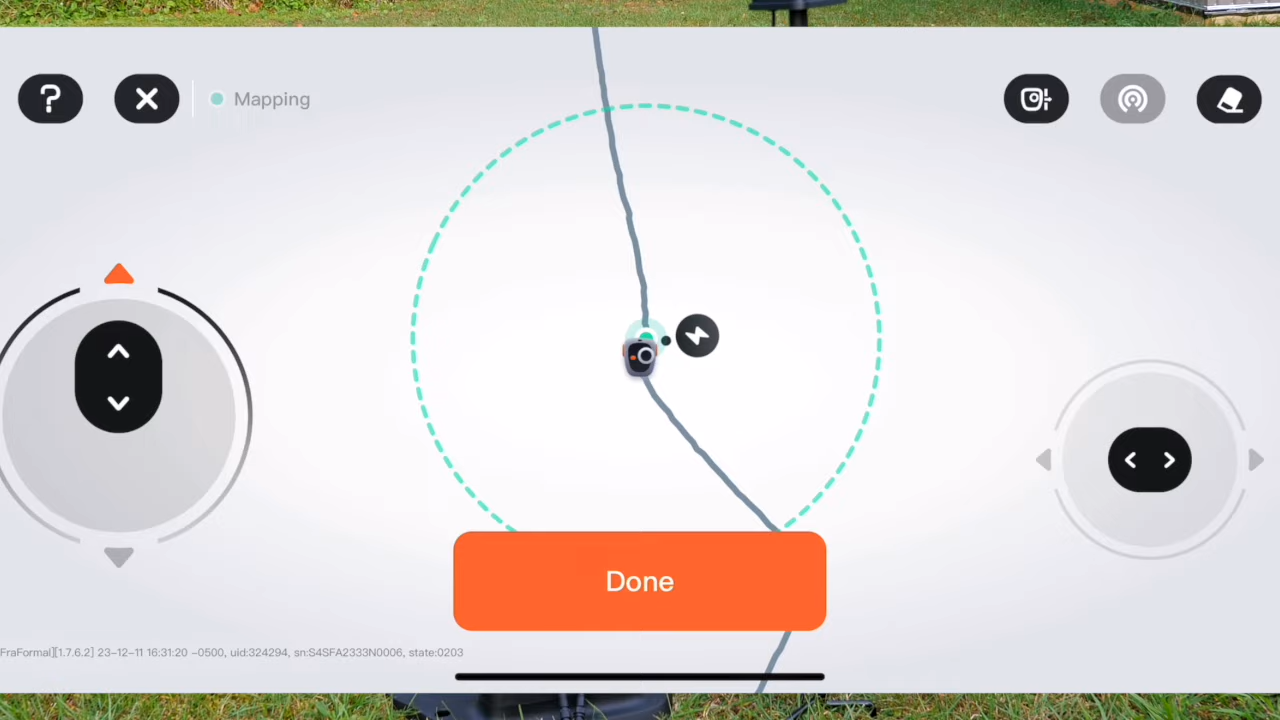 Mapping
Done
FraFormal][1.7.6.2] 23-12-11 16:31:20 -0500, uid:324294, sn:S4SFA2333N0006, state:0203